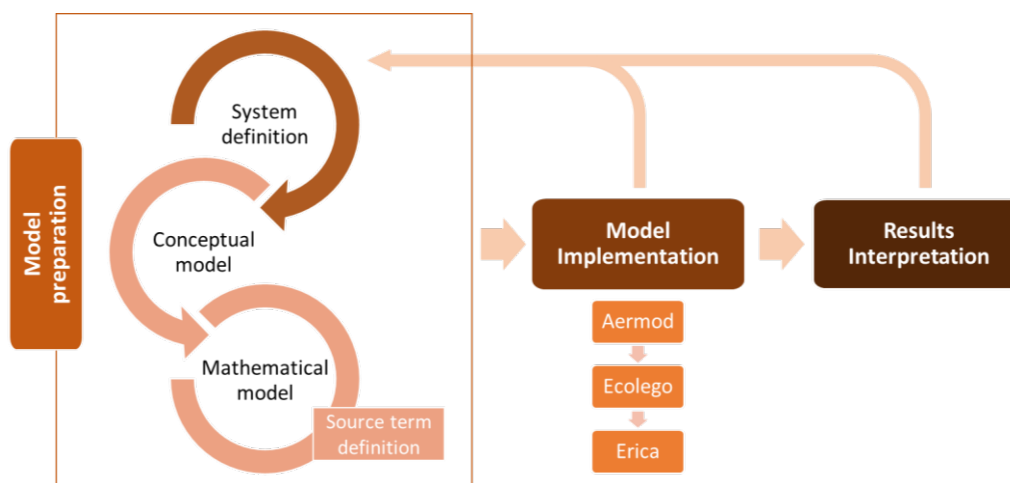 Model
preparation
System
definition
Conceptual
model
Mathematical
model
Source term
definition
Model
Implementation
Aermod
Ecolego
Erica
Results
Interpretation